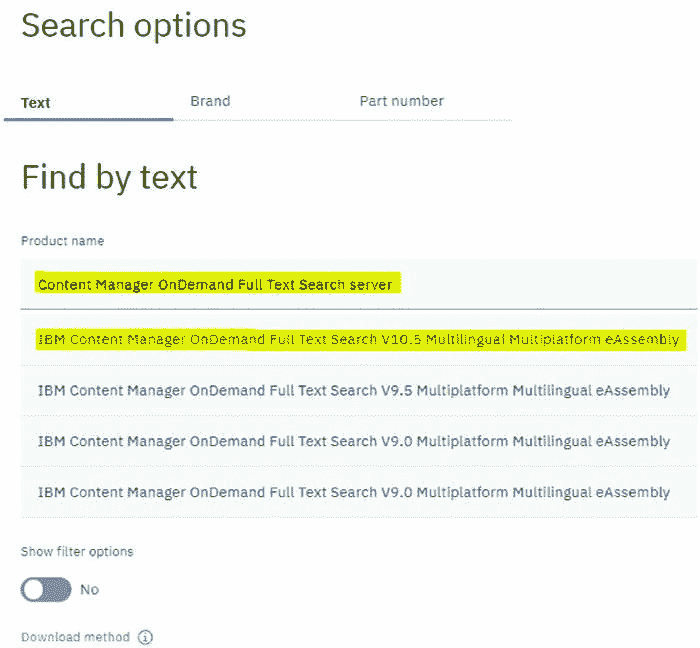 Search options
Text Brand Part number
Find by text
Product name
Content Manager OnDemand Full Text Search server
IBM Content Manager OnDemand Full Text Search V10.5 Multilingual Multiplatform eAssembly
IBM Content Manager OnDemand Full Text Search V9.5 Multiplatform Multilingual eAssembly
IBM Content Manager OnDemand Full Text Search V9.0 Multiplatform Multilingual eAssembly
IBM Content Manager OnDemand Full Text Search V9.0 Multiplatform Multilingual eAssembly
Show filter options
No
Download method